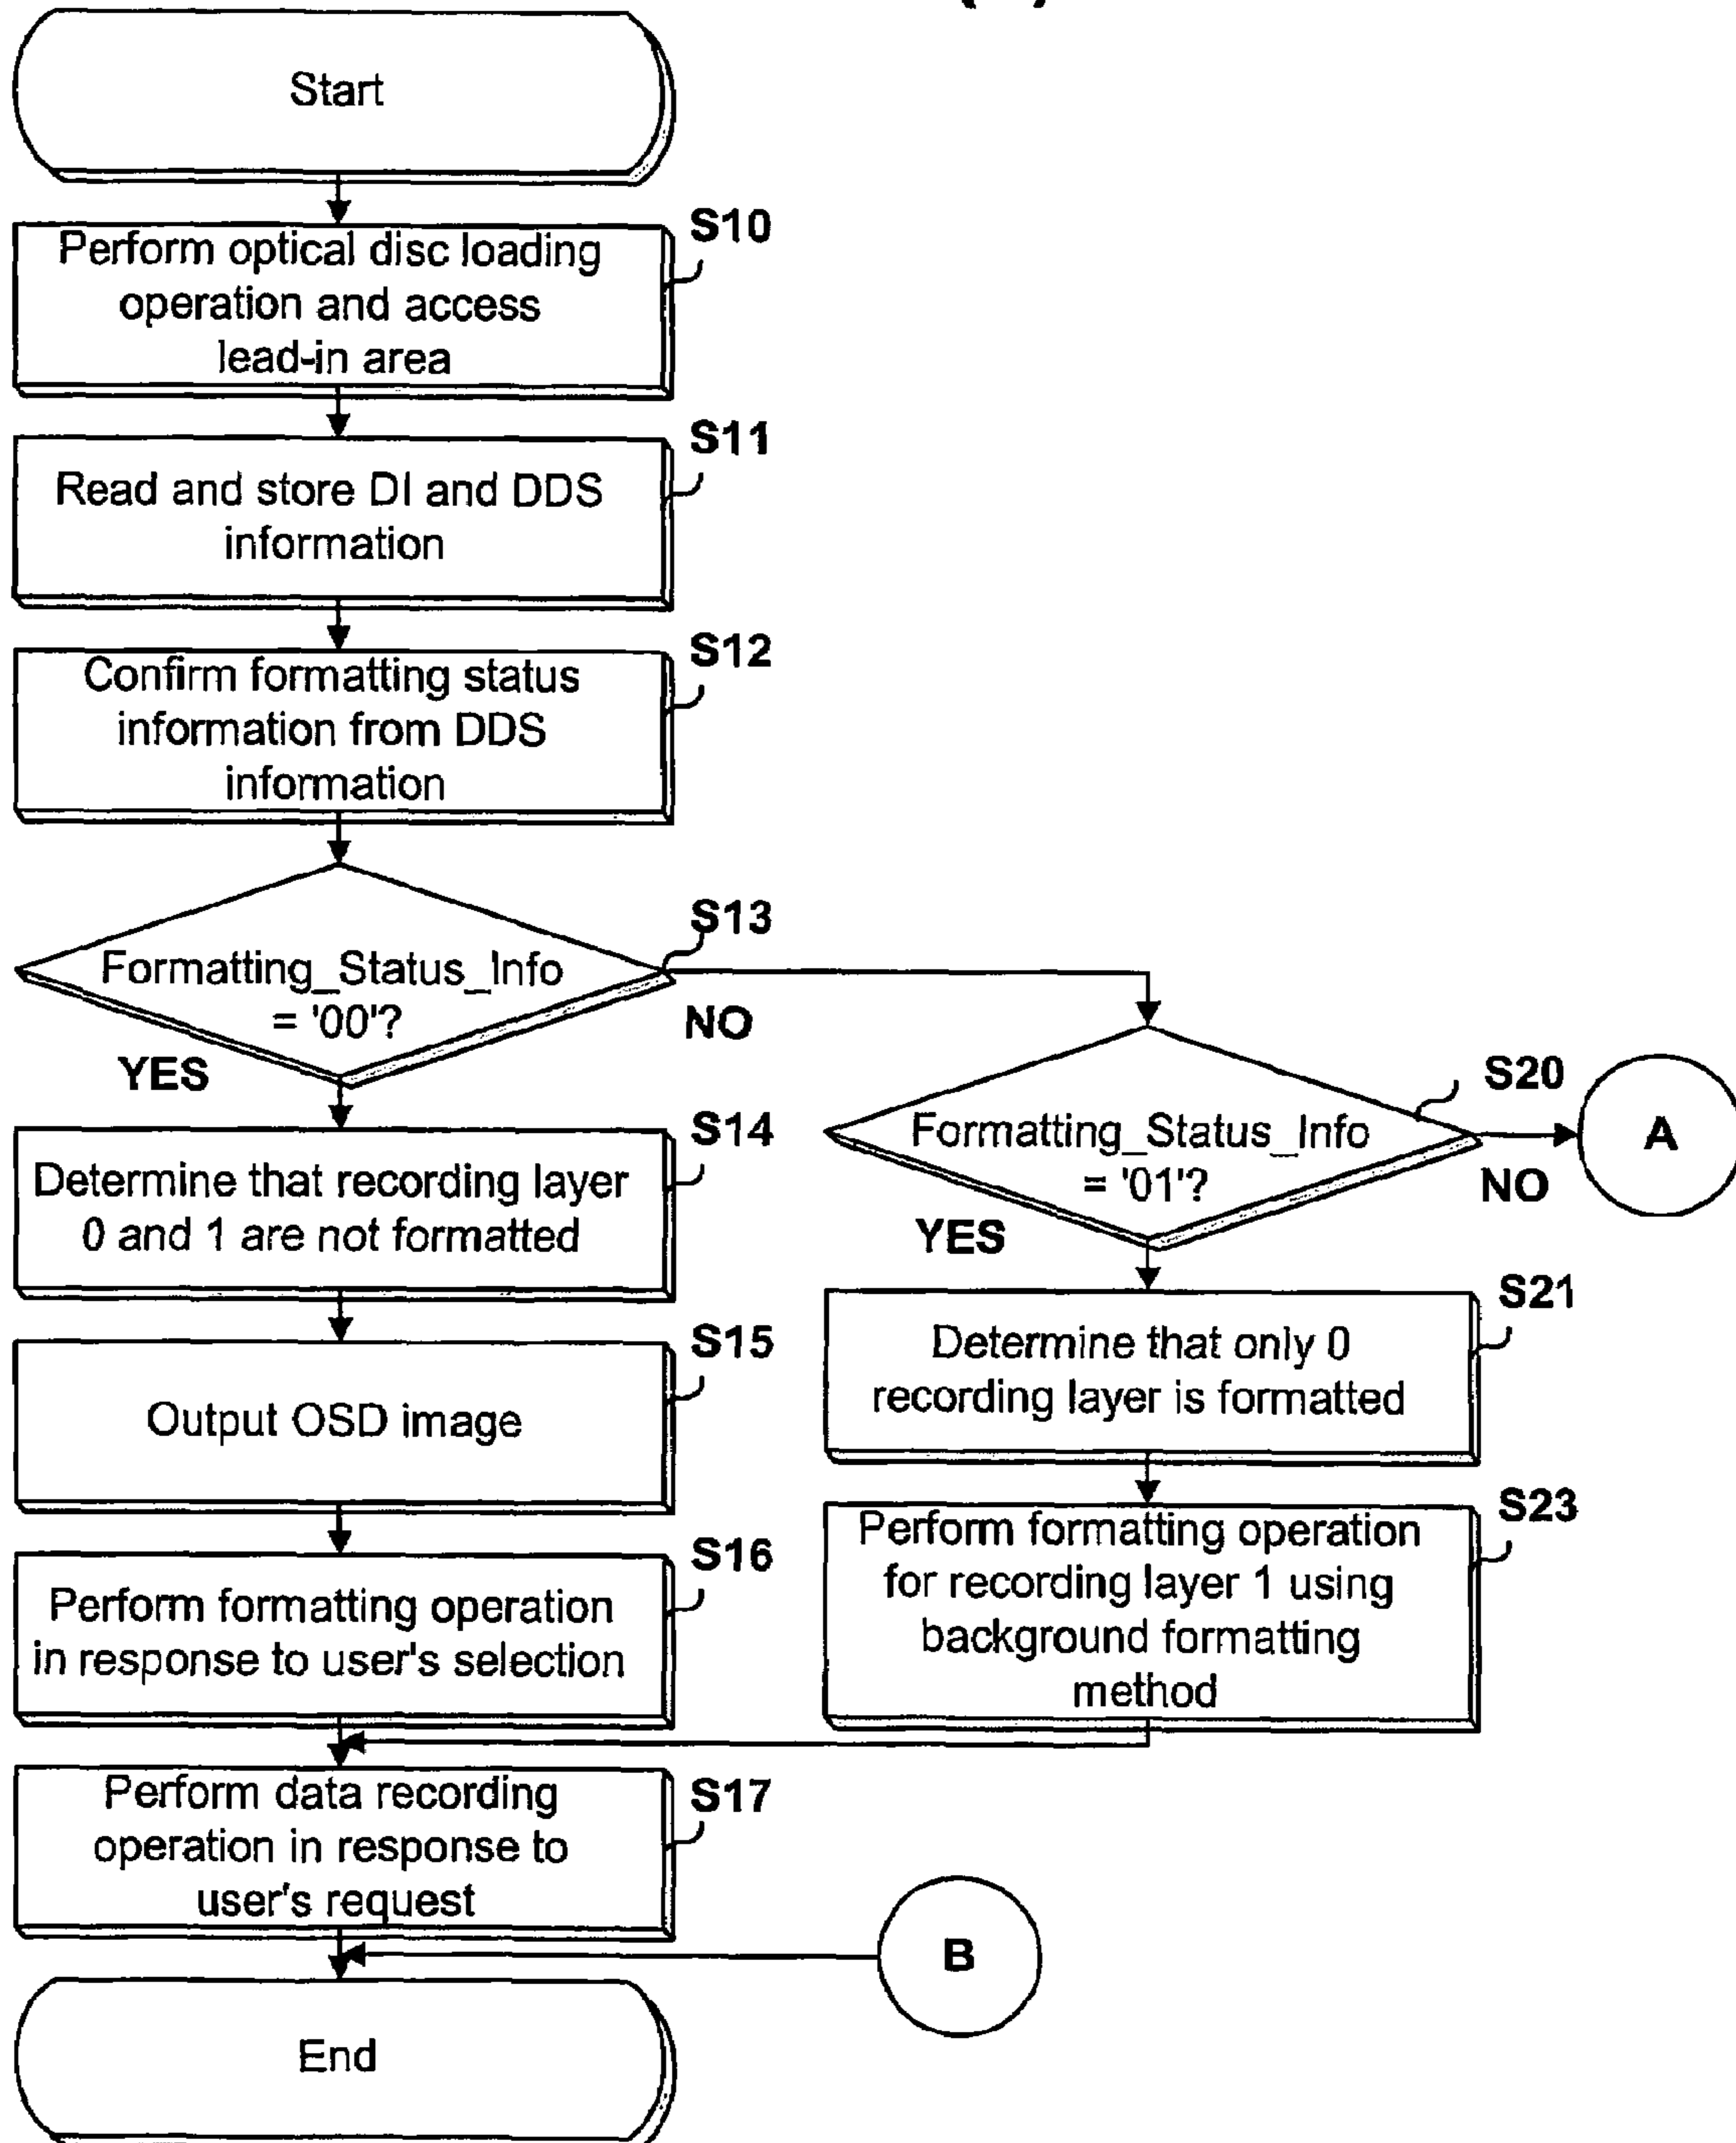 Start
S10
Perform optical disc loading
operation and access
lead-in area
S11
Read and store DI and DDS
information
S12
Confirm formatting status
information from DDS
information
S13
Formatting_Status_Info
= '00'?
NO
YES
S20
Formatting_Status_Info
= '01'?
A
NO
YES
S14
Determine that recording layer
0 and 1 are not formatted
S21
Determine that only 0
recording layer is formatted
S15
Output OSD image
S23
Perform formatting operation
for recording layer 1 using
background formatting
method
S16
Perform formatting operation
in response to user's selection
S17
Perform data recording
operation in response to
user's request
B
End